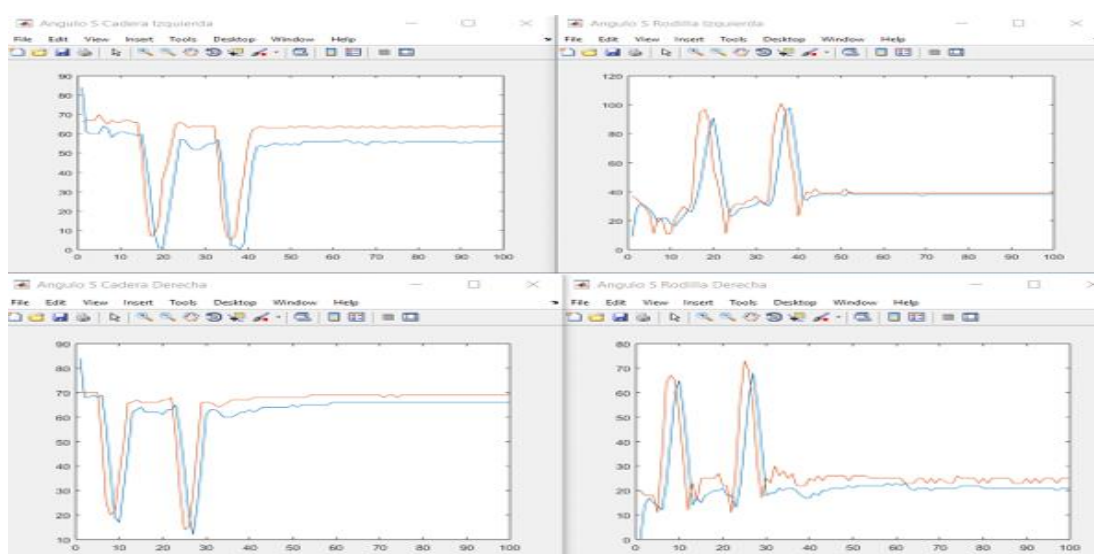 Angulo S Cadera Izquierda
File Edit View Insert Tools Desktop Window Help
90
80
70
60
50
40
30
20
10
0
0 10 20 30 40 50 60 70 80 90 100
Angulo S Rodilla Izquierda
File Edit View Insert Tools Desktop Window Help
120
100
80
60
40
20
0
0 10 20 30 40 50 60 70 80 90 100
Angulo S Cadera Derecha
File Edit View Insert Tools Desktop Window Help
90
80
70
60
50
40
30
20
10
0 10 20 30 40 50 60 70 80 90 100
Angulo S Rodilla Derecha
File Edit View Insert Tools Desktop Window Help
80
70
60
50
40
30
20
10
0
0 10 20 30 40 50 60 70 80 90 100